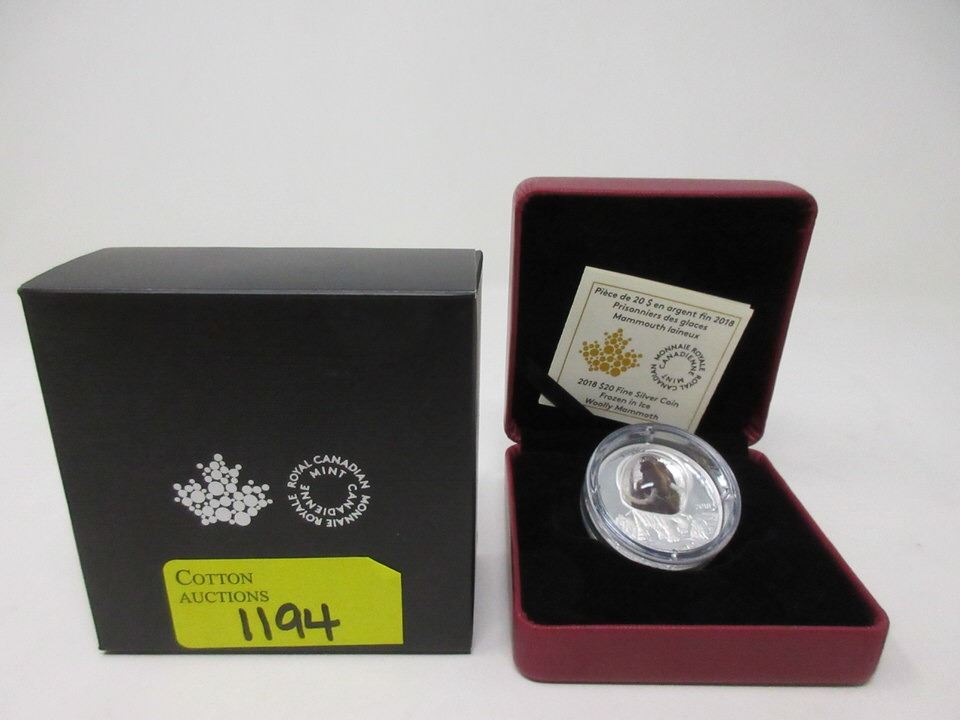 ROYAL CANADIAN MINT
MONNAIE ROYALE CANADIENNE
COTTON
AUCTIONS
1194
Pièce de 20 $ en argent fin 2018
Prisonniers des glaces
Mammouth laineux
MONNAIE ROYALE CANADIENNE
ROYAL CANADIAN MINT
2018 $20 Fine Silver Coin
Frozen in Ice
Woolly Mammoth
2018